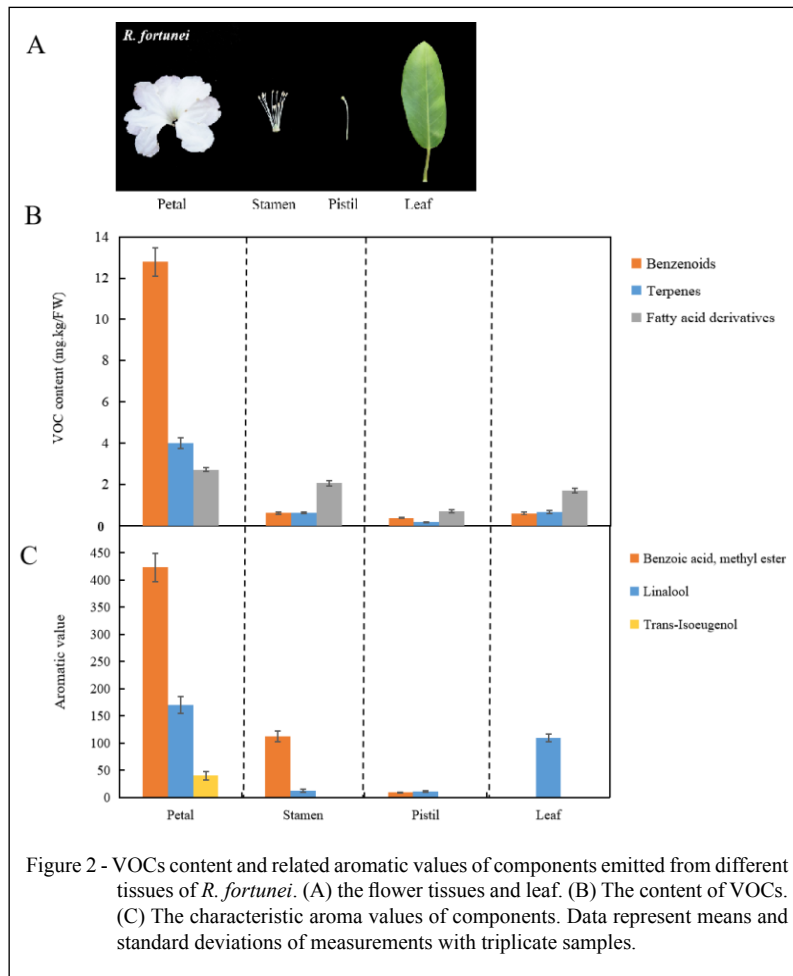 A
R. fortunei
Petal Stamen Pistil Leaf
B
VOC content (mg.kg/FW)
14
12
10
8
6
4
2
0
Benzenoids
Terpenes
Fatty acid derivatives
C
Aromatic value
450
400
350
300
250
200
150
100
50
0
Benzoic acid, methyl ester
Linalool
Trans-Isoeugenol
Petal Stamen Pistil Leaf
Figure 2 - VOCs content and related aromatic values of components emitted from different
tissues of R. fortunei. (A) the flower tissues and leaf. (B) The content of VOCs.
(C) The characteristic aroma values of components. Data represent means and
standard deviations of measurements with triplicate samples.